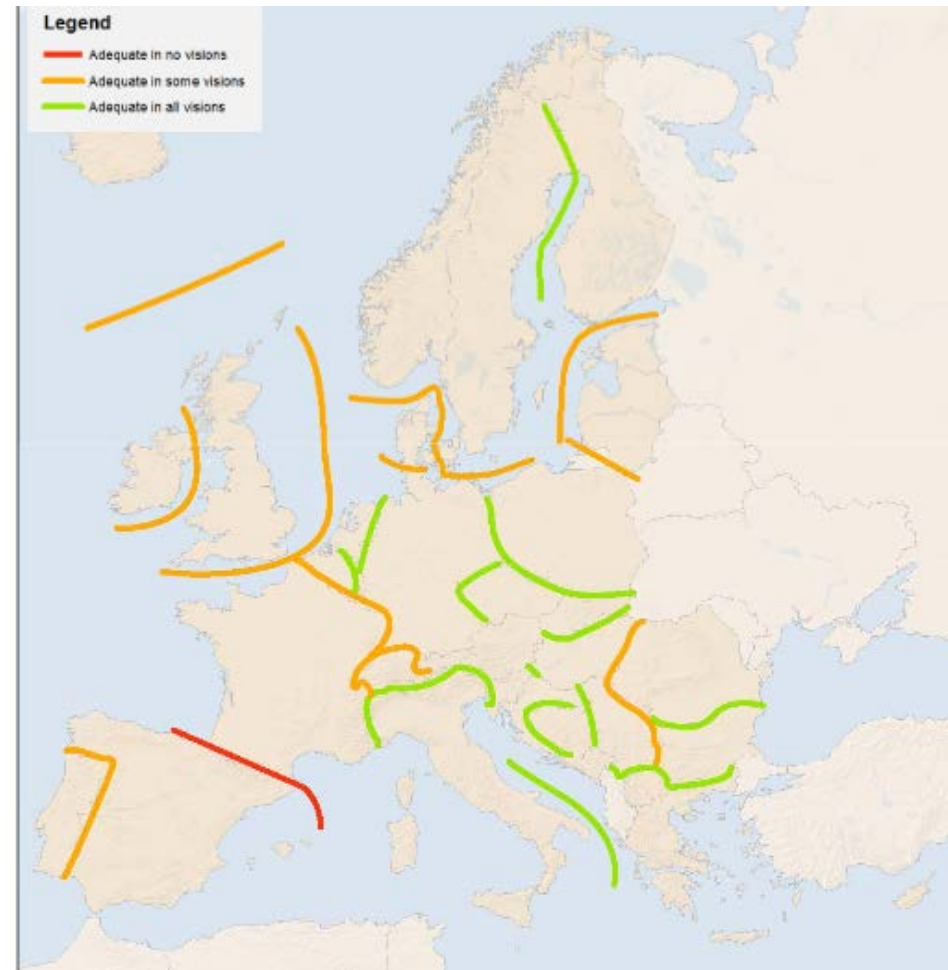 Legend
Adequate in no visions
Adequate in some visions
Adequate in all visions